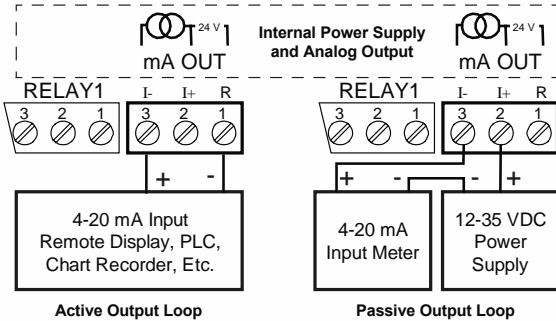 24 V
Internal Power Supply
and Analog Output
24 V
mA OUT
mA OUT
RELAY1
I- I+ R
RELAY1
I- I+ R
3 2 1
3 2 1
3 2 1
3 2 1
+ -
+ - - +
4-20 mA Input
Remote Display, PLC,
Chart Recorder, Etc.
4-20 mA
Input Meter
12-35 VDC
Power
Supply
Active Output Loop
Passive Output Loop